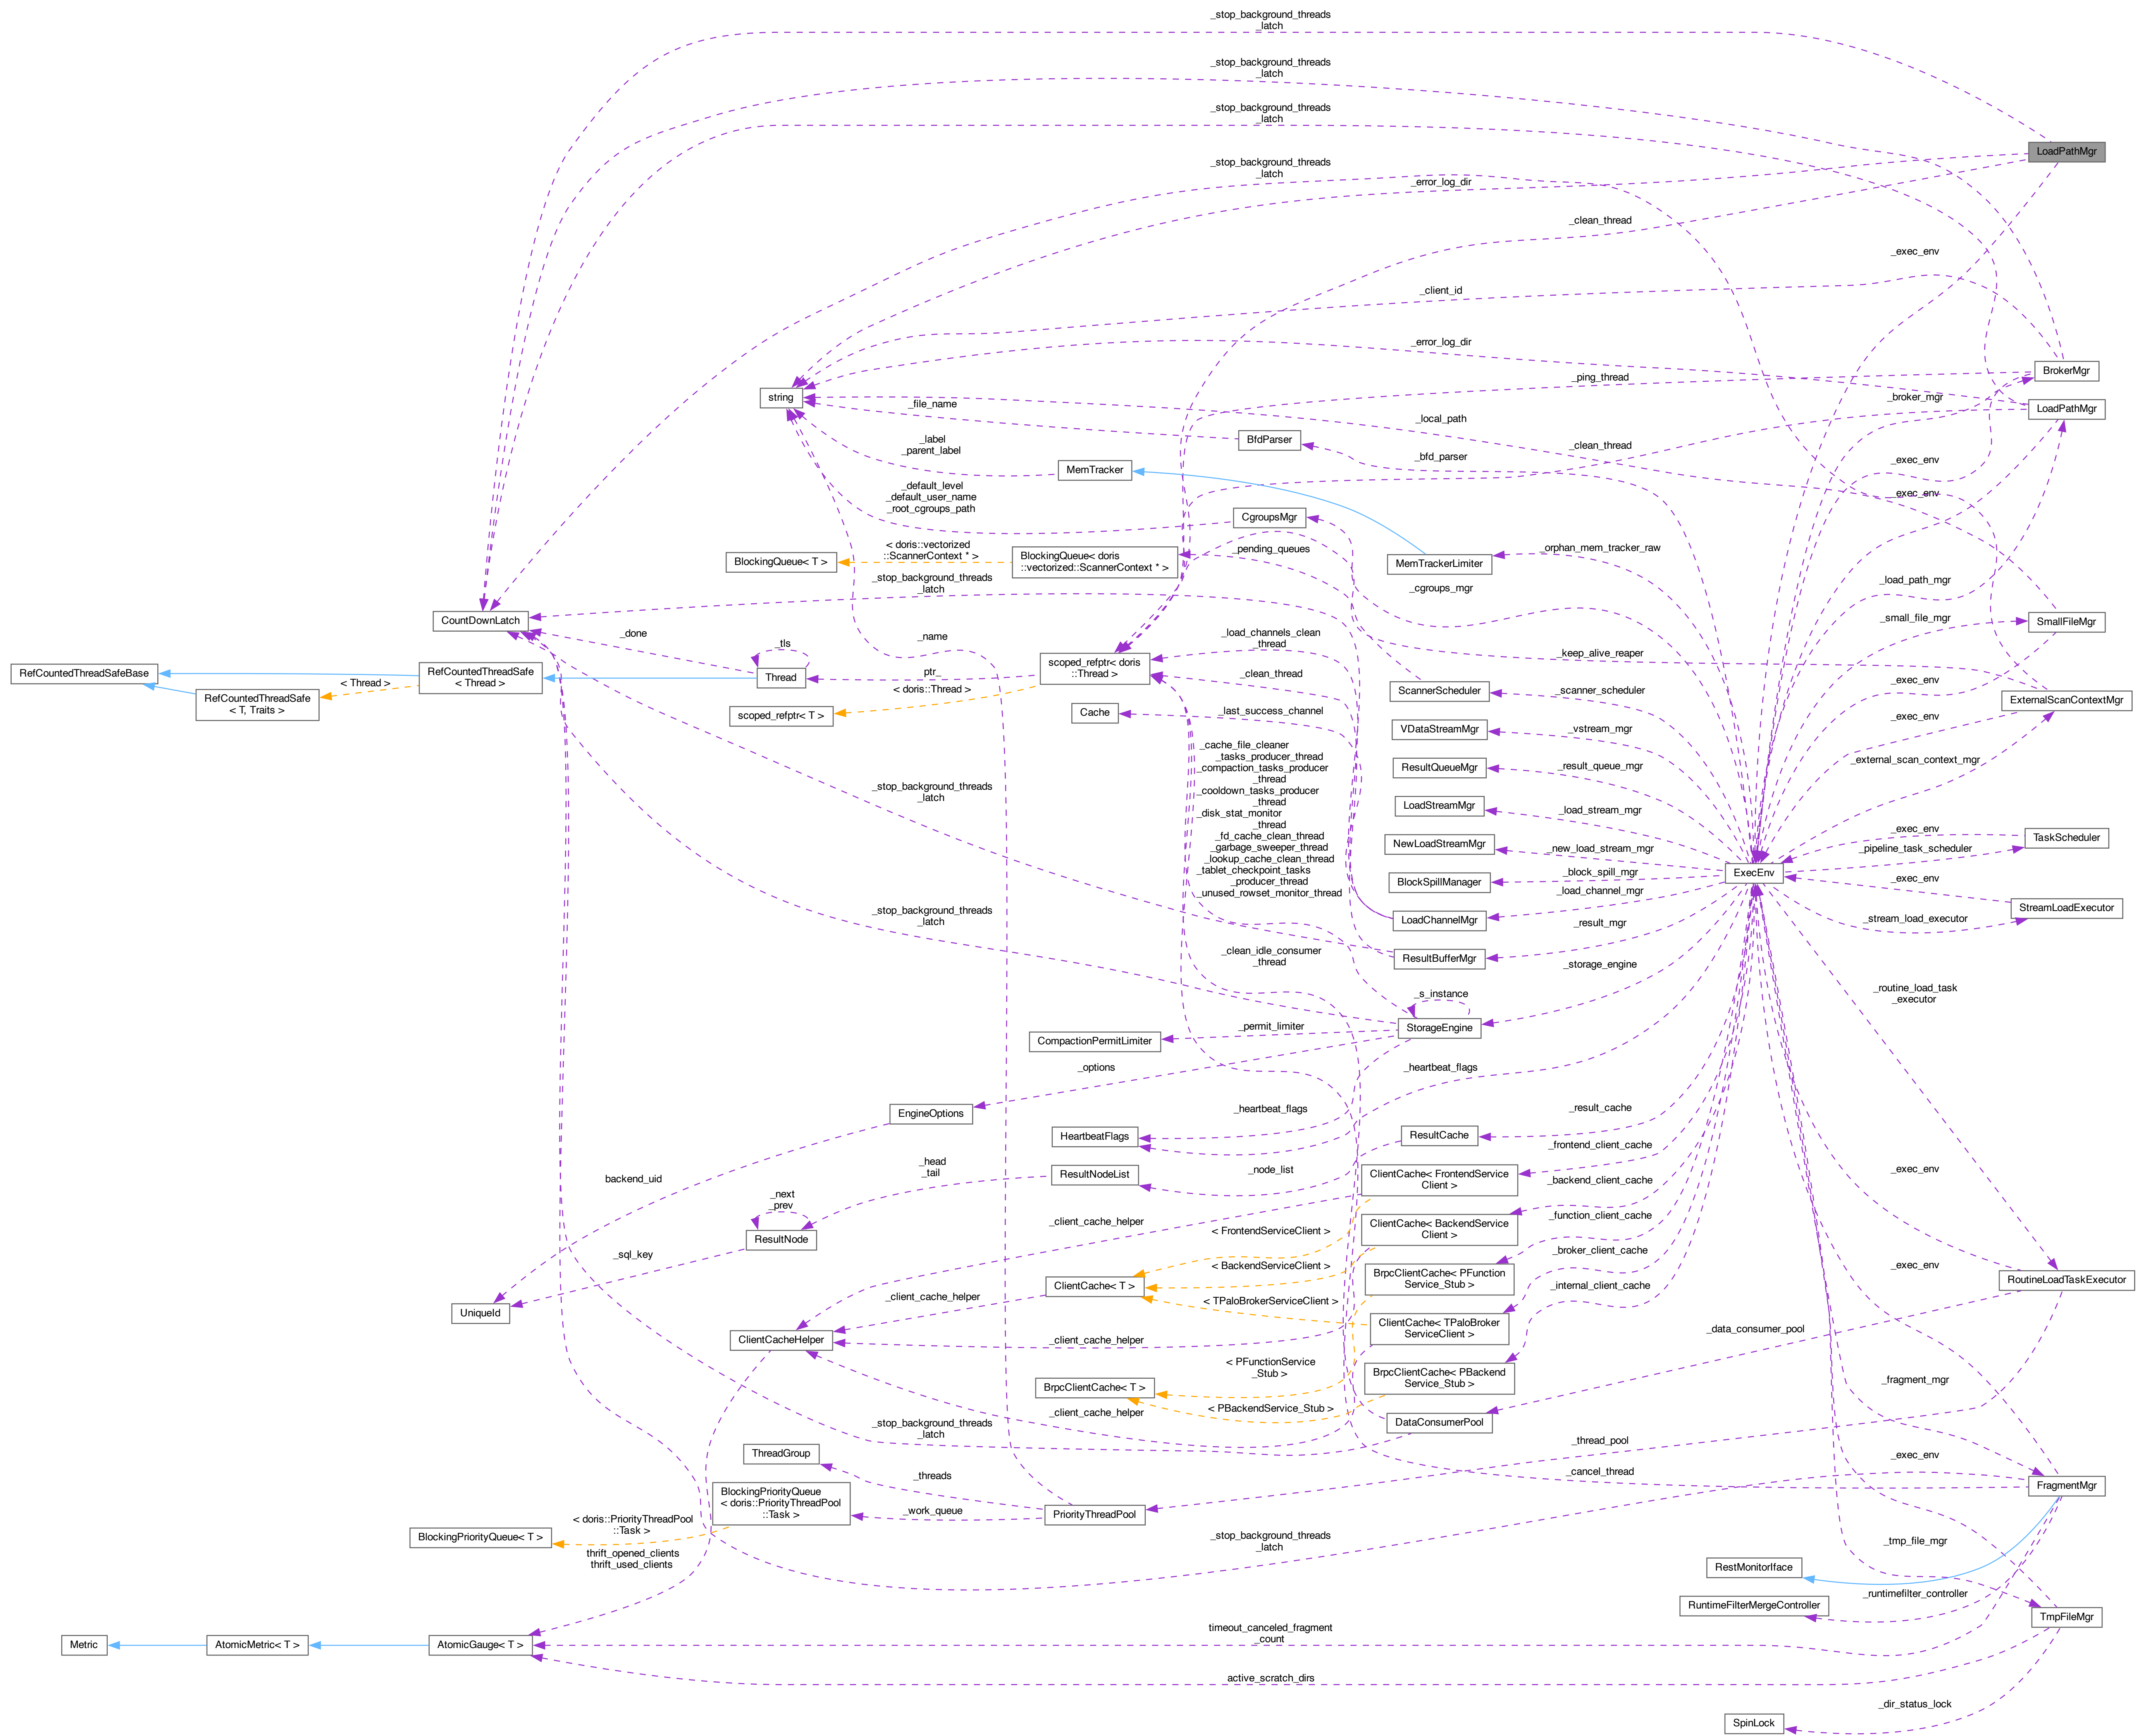 _stop_background_threads
_latch
_stop_background_threads
_latch
_stop_background_threads
_latch
LoadPathMgr
_stop_background_threads
_latch
_error_log_dir
_clean_thread
_exec_env
_client_id
_error_log_dir
BrokerMgr
_ping_thread
string
_broker_mgr
LoadPathMgr
_file_name
_local_path
BfdParser
_label
_parent_label
_clean_thread
_bfd_parser
_exec_env
MemTracker
_default_level
_default_user_name
_root_cgroups_path
_exec_env
CgroupsMgr
< doris::vectorized
::ScannerContext * >
_pending_queues
_orphan_mem_tracker_raw
BlockingQueue< T >
BlockingQueue< doris
::vectorized::ScannerContext * >
MemTrackerLimiter
_stop_background_threads
_latch
_cgroups_mgr
_load_path_mgr
CountDownLatch
_small_file_mgr
SmallFileMgr
_done
_tls
_name
_load_channels_clean
_thread
_keep_alive_reaper
RefCountedThreadSafeBase
RefCountedThreadSafe
< Thread >
Thread
ptr_
scoped_refptr< doris
::Thread >
_clean_thread
_exec_env
< Thread >
< doris::Thread >
ScannerScheduler
_scanner_scheduler
RefCountedThreadSafe
< T, Traits >
ExternalScanContextMgr
scoped_refptr< T >
Cache
_last_success_channel
_exec_env
VDataStreamMgr
_vstream_mgr
_cache_file_cleaner
_tasks_producer_thread
_compaction_tasks_producer
_thread
_cooldown_tasks_producer
_thread
_disk_stat_monitor
_thread
_fd_cache_clean_thread
_garbage_sweeper_thread
_lookup_cache_clean_thread
_tablet_checkpoint_tasks
_producer_thread
_unused_rowset_monitor_thread
ResultQueueMgr
_result_queue_mgr
_external_scan_context_mgr
_stop_background_threads
_latch
LoadStreamMgr
_load_stream_mgr
NewLoadStreamMgr
_new_load_stream_mgr
_exec_env
TaskScheduler
_pipeline_task_scheduler
BlockSpillManager
_block_spill_mgr
ExecEnv
_exec_env
_load_channel_mgr
LoadChannelMgr
StreamLoadExecutor
_stream_load_executor
_stop_background_threads
_latch
_result_mgr
ResultBufferMgr
_clean_idle_consumer
_thread
_storage_engine
_s_instance
StorageEngine
_routine_load_task
_executor
_permit_limiter
CompactionPermitLimiter
_options
_heartbeat_flags
EngineOptions
_heartbeat_flags
HeartbeatFlags
_result_cache
ResultCache
_head
_tail
ResultNodeList
_node_list
_frontend_client_cache
backend_uid
ClientCache< FrontendService
Client >
_exec_env
_next
_prev
_backend_client_cache
_client_cache_helper
ResultNode
_sql_key
< FrontendServiceClient >
ClientCache< BackendService
Client >
_function_client_cache
_broker_client_cache
_exec_env
< BackendServiceClient >
BrpcClientCache< PFunction
Service_Stub >
_internal_client_cache
RoutineLoadTaskExecutor
ClientCache< T >
UniqueId
_client_cache_helper
< TPaloBrokerServiceClient >
ClientCache< TPaloBroker
ServiceClient >
_data_consumer_pool
ClientCacheHelper
_client_cache_helper
< PFunctionService
_Stub >
BrpcClientCache< PBackend
Service_Stub >
_fragment_mgr
BrpcClientCache< T >
_client_cache_helper
< PBackendService_Stub >
DataConsumerPool
_stop_background_threads
_latch
_thread_pool
ThreadGroup
_threads
_cancel_thread
_exec_env
FragmentMgr
BlockingPriorityQueue
< doris::PriorityThreadPool
::Task >
_work_queue
PriorityThreadPool
< doris::PriorityThreadPool
::Task >
BlockingPriorityQueue< T >
_stop_background_threads
_latch
_tmp_file_mgr
thrift_opened_clients
thrift_used_clients
RestMonitorIface
_runtimefilter_controller
RuntimeFilterMergeController
TmpFileMgr
timeout_canceled_fragment
_count
Metric
AtomicMetric< T >
AtomicGauge< T >
active_scratch_dirs
_dir_status_lock
SpinLock